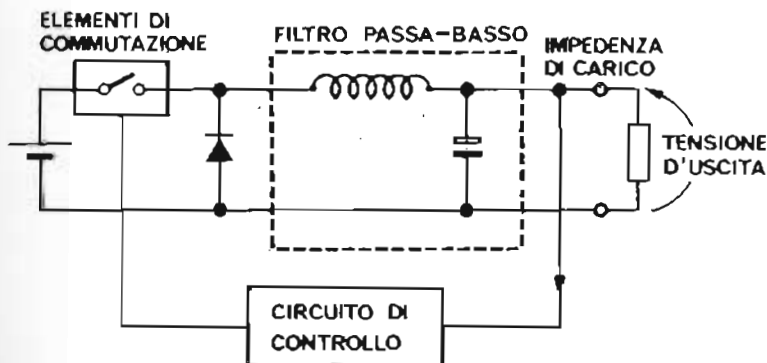 ELEMENTI DI
COMMUTAZIONE
FILTRO PASSA-BASSO
IMPEDENZA
DI CARICO
TENSIONE
D'USCITA
CIRCUITO DI
CONTROLLO